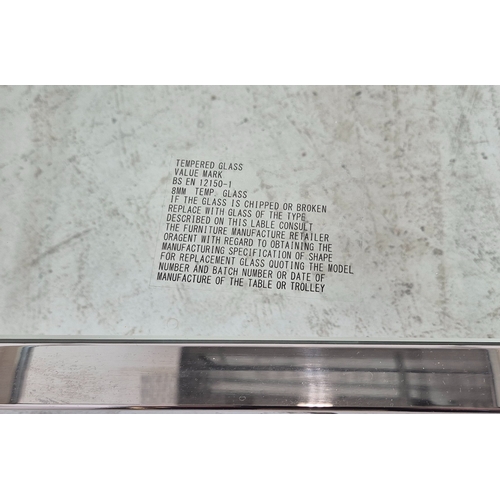 TEMPERED GLASS
VALUE MARK
BS EN 12150-1
8MM TEMP. GLASS
IF THE GLASS IS CHIPPED OR BROKEN
REPLACE WITH GLASS OF THE TYPE
DESCRIBED ON THIS LABLE CONSULT
THE FURNITURE MANUFACTURE RETAILER
ORAGENT WITH REGARD TO OBTAINING THE
MANUFACTURING SPECIFICATION OF SHAPE
FOR REPLACEMENT GLASS QUOTING THE MODEL
NUMBER AND BATCH NUMBER OR DATE OF
MANUFACTURE OF THE TABLE OR TROLLEY